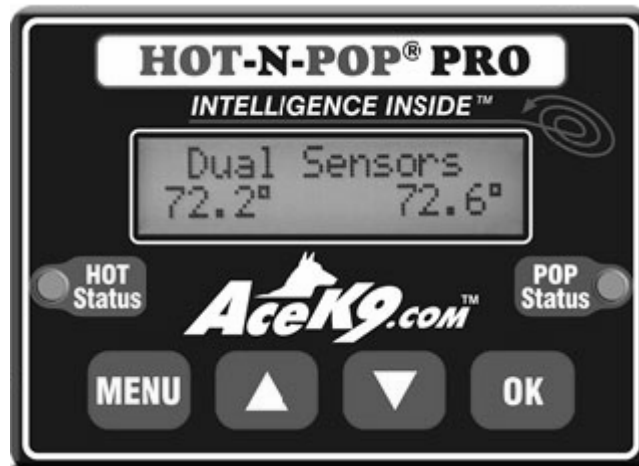 HOT-N-POP® PRO
INTELLIGENCE INSIDE™
Dual Sensors
72.2° 72.6°
HOT
Status
POP
Status
AceK9.com™
MENU
OK